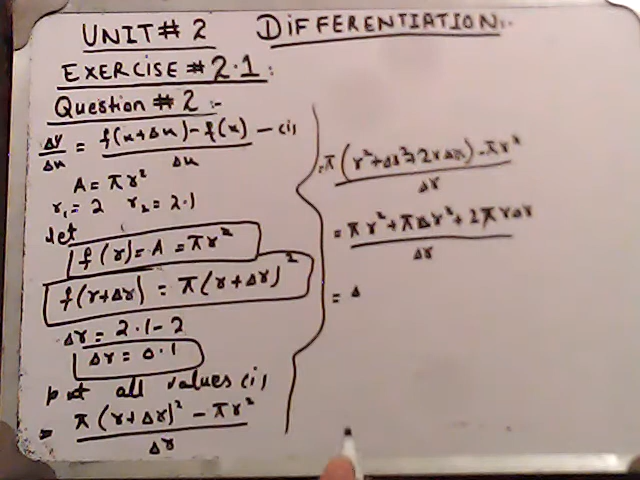 UNIT# 2 DiFFERENTIATION:.
EXERCISE # 2.1:
Question # 2 :-
Δy/Δx = f(x+Δx)-f(x)/Δx - (i)
A = πr²
r₁ = 2 r₂ = 2.1
let
f(r) = A = πr²
f(r+Δr) = π(r+Δr)²
Δr = 2.1-2
Δr = 0.1
put all values (i)
= π(r+Δr)² - πr²/Δr
= π(r²+Δr²+2rΔr) - πr²/Δr
= πr²+πΔr²+2πrΔr/Δr
= Δ